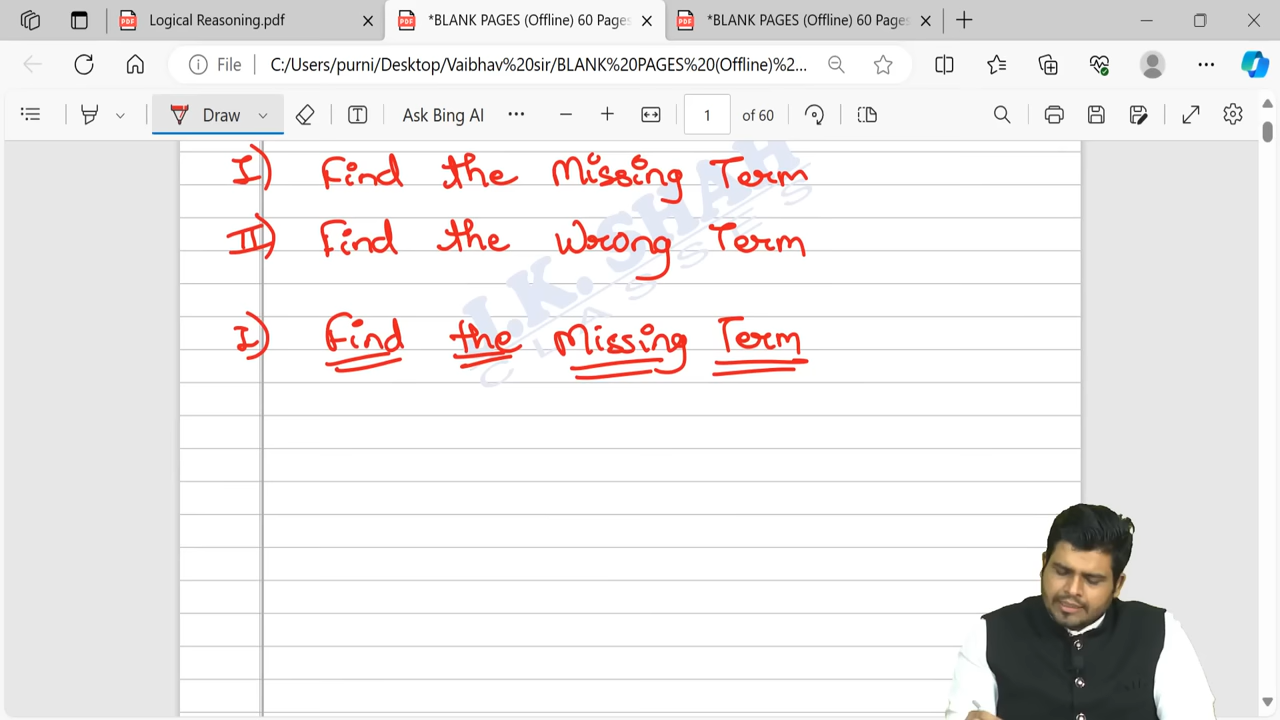 Logical Reasoning.pdf
*BLANK PAGES (Offline) 60 Pages
*BLANK PAGES (Offline) 60 Pages
File C:/Users/purni/Desktop/Vaibhav%20sir/BLANK%20PAGES%20(Offline)%2...
Draw Ask Bing AI 1 of 60
I) Find the Missing Term
II) Find the Wrong Term
I) Find the Missing Term
J.K. SHAH
CLASSES